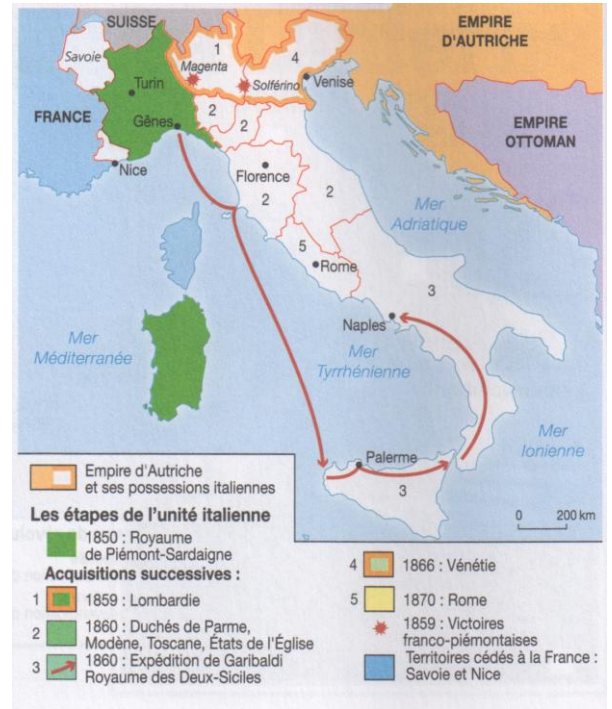 SUISSE
EMPIRE
D'AUTRICHE
Savoie
1
4
Magenta
Solférino
Venise
Turin
FRANCE
2
2
EMPIRE
OTTOMAN
Gênes
Nice
Florence
2
2
Mer
Adriatique
5
Rome
3
Naples
Mer
Méditerranée
Mer
Tyrrhénienne
Mer
Ionienne
Palerme
3
0 200 km
Empire d'Autriche
et ses possessions italiennes
Les étapes de l'unité italienne
1850 : Royaume
de Piémont-Sardaigne
Acquisitions successives :
1 1859 : Lombardie
2 1860 : Duchés de Parme,
Modène, Toscane, États de l'Église
3 1860 : Expédition de Garibaldi
Royaume des Deux-Siciles
4 1866 : Vénétie
5 1870 : Rome
1859 : Victoires
franco-piémontaises
Territoires cédés à la France :
Savoie et Nice